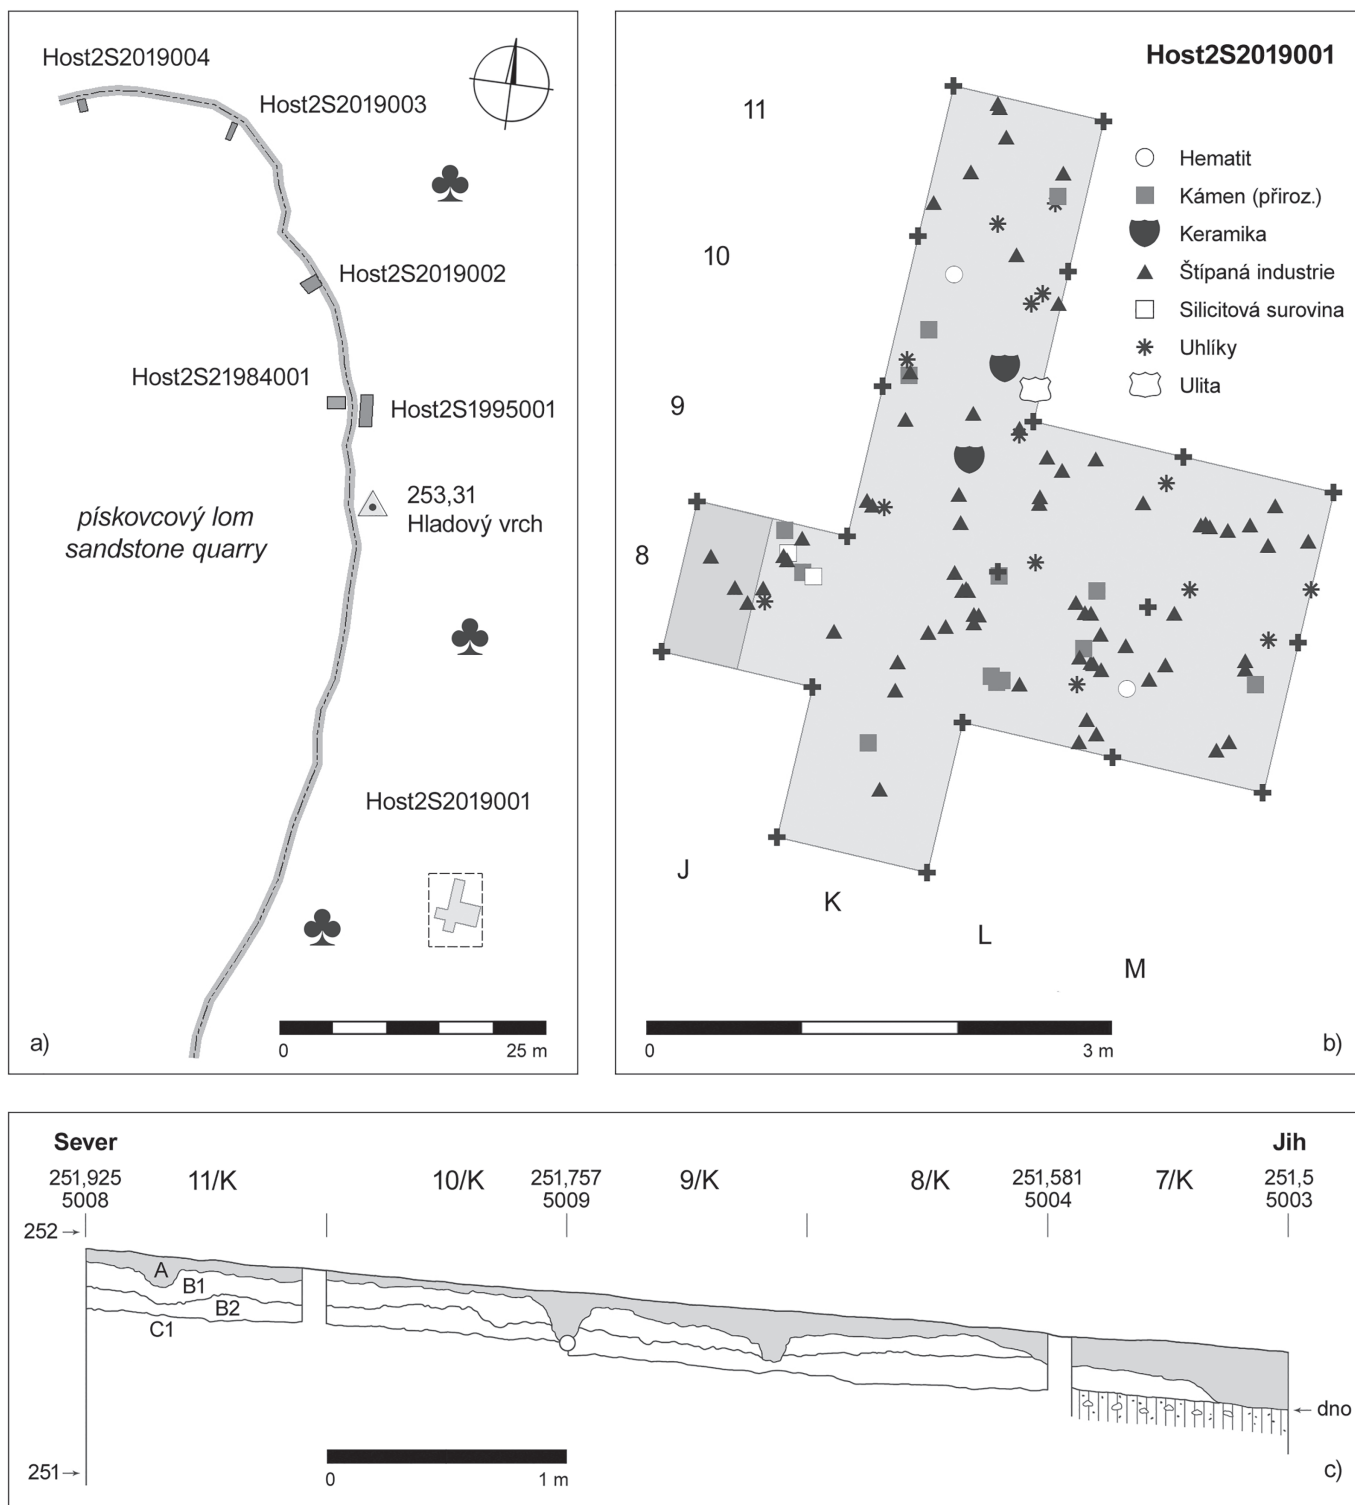 Host2S2019004
Host2S2019003
Host2S2019002
Host2S21984001
Host2S1995001
253,31
Hladový vrch
pískovcový lom
sandstone quarry
Host2S2019001
a)
0
25 m
Host2S2019001
11
10
9
8
Hematit
Kámen (přiroz.)
Keramika
Štípaná industrie
Silicitová surovina
Uhlíky
Ulita
J
K
L
M
0
3 m
b)
Sever
Jih
251,925 11/K 10/K 251,757 9/K 8/K 251,581 7/K 251,5
5008 5009 5004 5003
252
A
B1
B2
C1
dno
251
0
1 m
c)